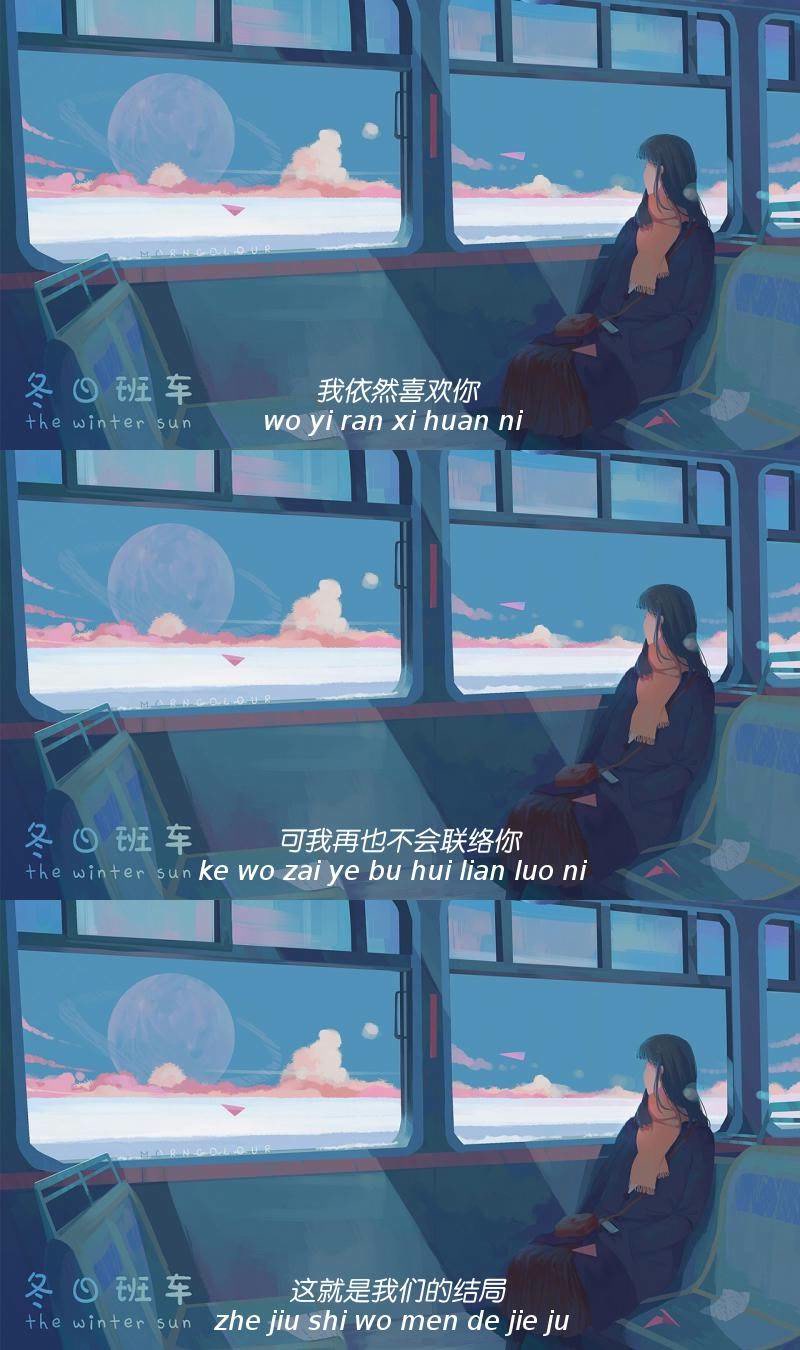 MORNCOLOUR
冬日班车
the winter sun
我依然喜欢你
wo yi ran xi huan ni
MORNCOLOUR
冬日班车
the winter sun
可我再也不会联络你
ke wo zai ye bu hui lian luo ni
MORNCOLOUR
冬日班车
the winter sun
这就是我们的结局
zhe jiu shi wo men de jie ju